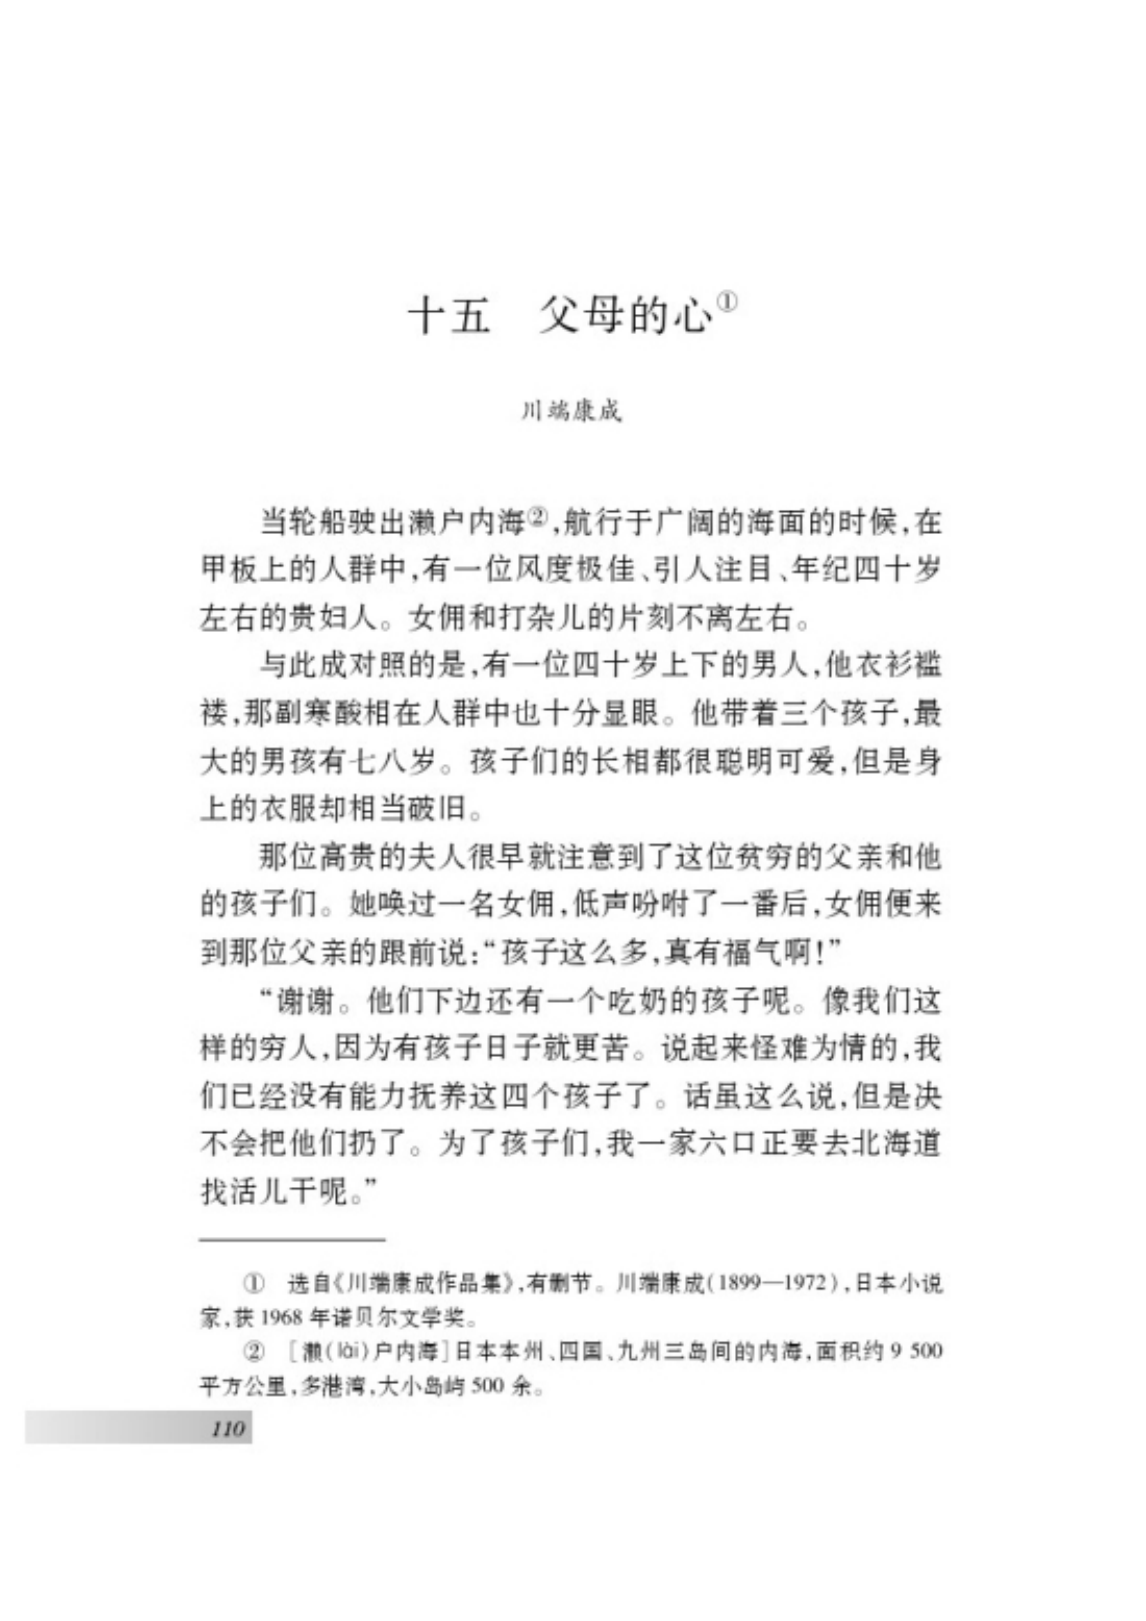 十五　父母的心①
川端康成
当轮船驶出濑户内海②,航行于广阔的海面的时候,在
甲板上的人群中,有一位风度极佳、引人注目、年纪四十岁
左右的贵妇人。女佣和打杂儿的片刻不离左右。
与此成对照的是,有一位四十岁上下的男人,他衣衫褴
褛,那副寒酸相在人群中也十分显眼。他带着三个孩子,最
大的男孩有七八岁。孩子们的长相都很聪明可爱,但是身
上的衣服却相当破旧。
那位高贵的夫人很早就注意到了这位贫穷的父亲和他
的孩子们。她唤过一名女佣,低声吩咐了一番后,女佣便来
到那位父亲的跟前说:“孩子这么多,真有福气啊!”
“谢谢。他们下边还有一个吃奶的孩子呢。像我们这
样的穷人,因为有孩子日子就更苦。说起来怪难为情的,我
们已经没有能力抚养这四个孩子了。话虽这么说,但是决
不会把他们扔了。为了孩子们,我一家六口正要去北海道
找活儿干呢。”
①　选自《川端康成作品集》,有删节。川端康成(1899—1972),日本小说
家,获 1968 年诺贝尔文学奖。
②　[濑(lài)户内海]日本本州、四国、九州三岛间的内海,面积约 9 500
平方公里,多港湾,大小岛屿 500 余。
110